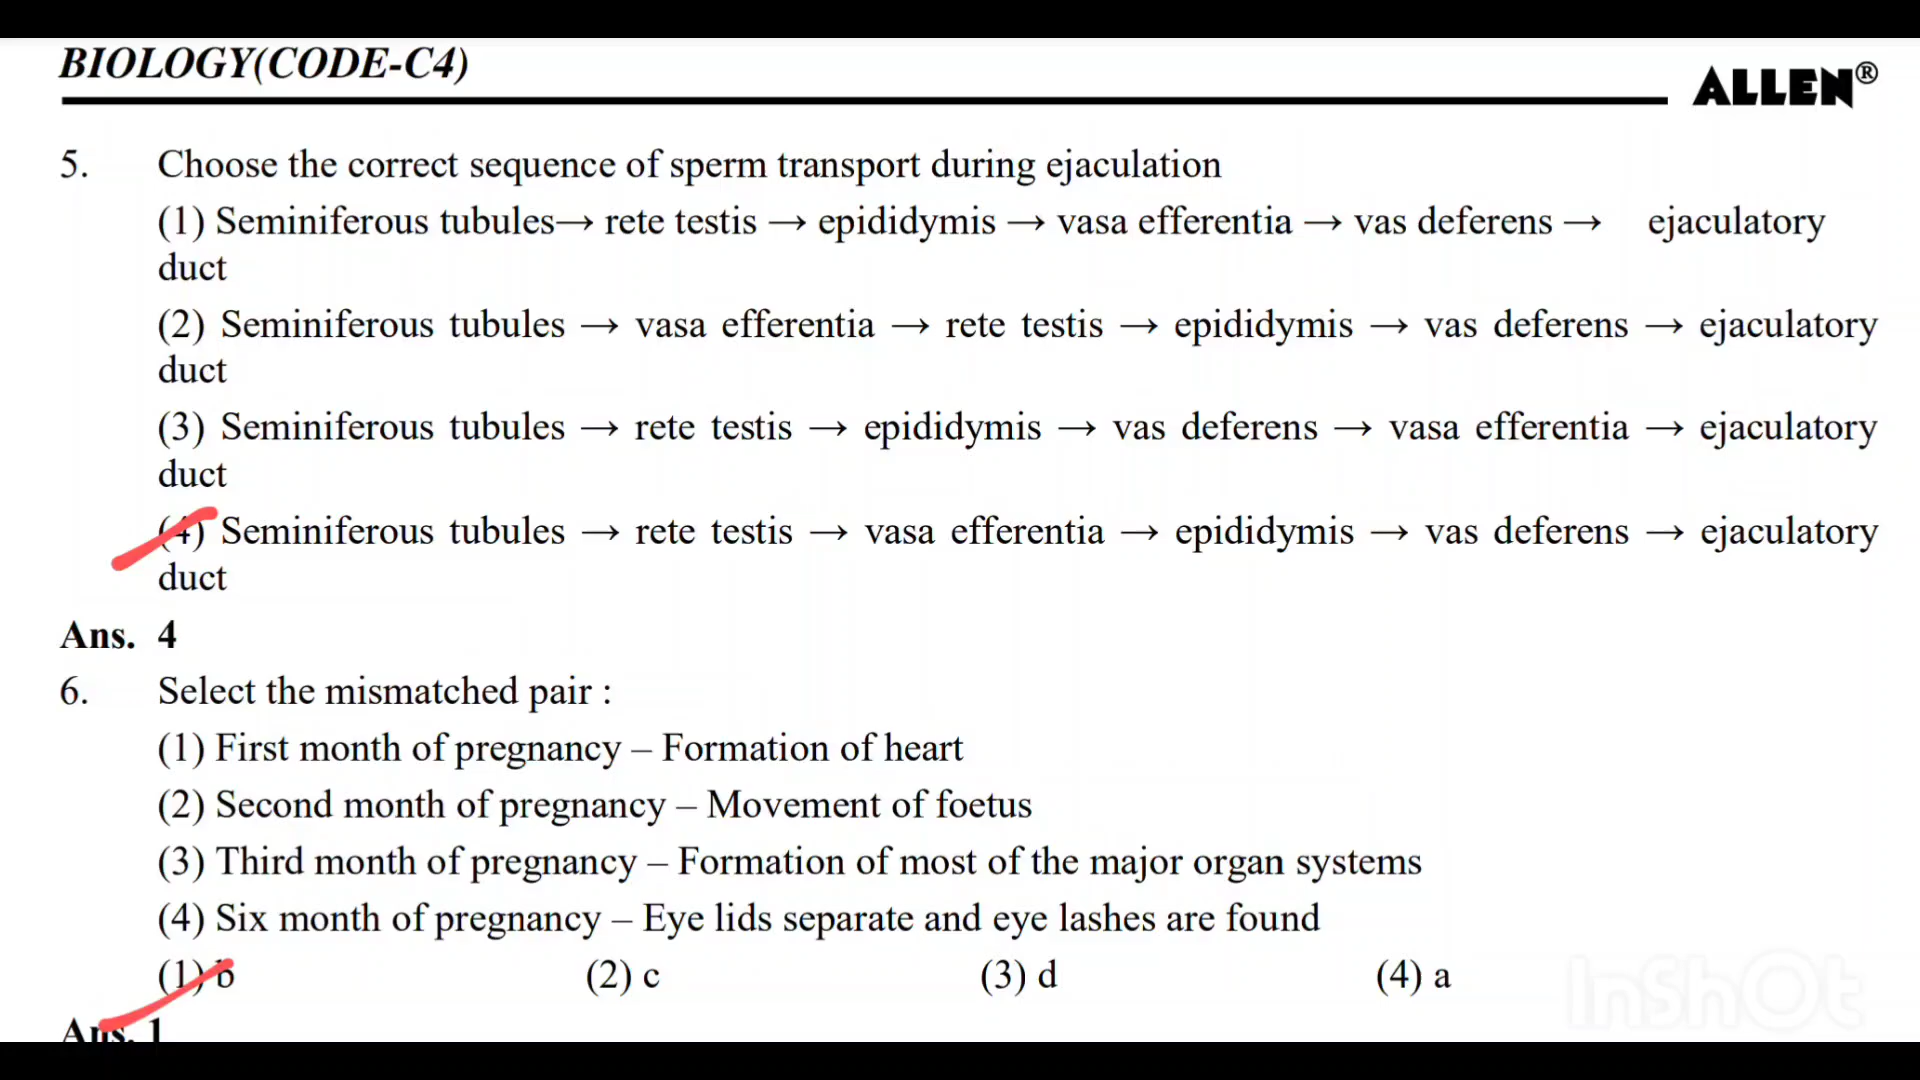 BIOLOGY(CODE-C4)
ALLEN®
5. Choose the correct sequence of sperm transport during ejaculation
(1) Seminiferous tubules→ rete testis → epididymis → vasa efferentia → vas deferens → ejaculatory
duct
(2) Seminiferous tubules → vasa efferentia → rete testis → epididymis → vas deferens → ejaculatory
duct
(3) Seminiferous tubules → rete testis → epididymis → vas deferens → vasa efferentia → ejaculatory
duct
(4) Seminiferous tubules → rete testis → vasa efferentia → epididymis → vas deferens → ejaculatory
duct
Ans. 4
6. Select the mismatched pair :
(1) First month of pregnancy – Formation of heart
(2) Second month of pregnancy – Movement of foetus
(3) Third month of pregnancy – Formation of most of the major organ systems
(4) Six month of pregnancy – Eye lids separate and eye lashes are found
(1) b (2) c (3) d (4) a
InShOt
Ans. 1